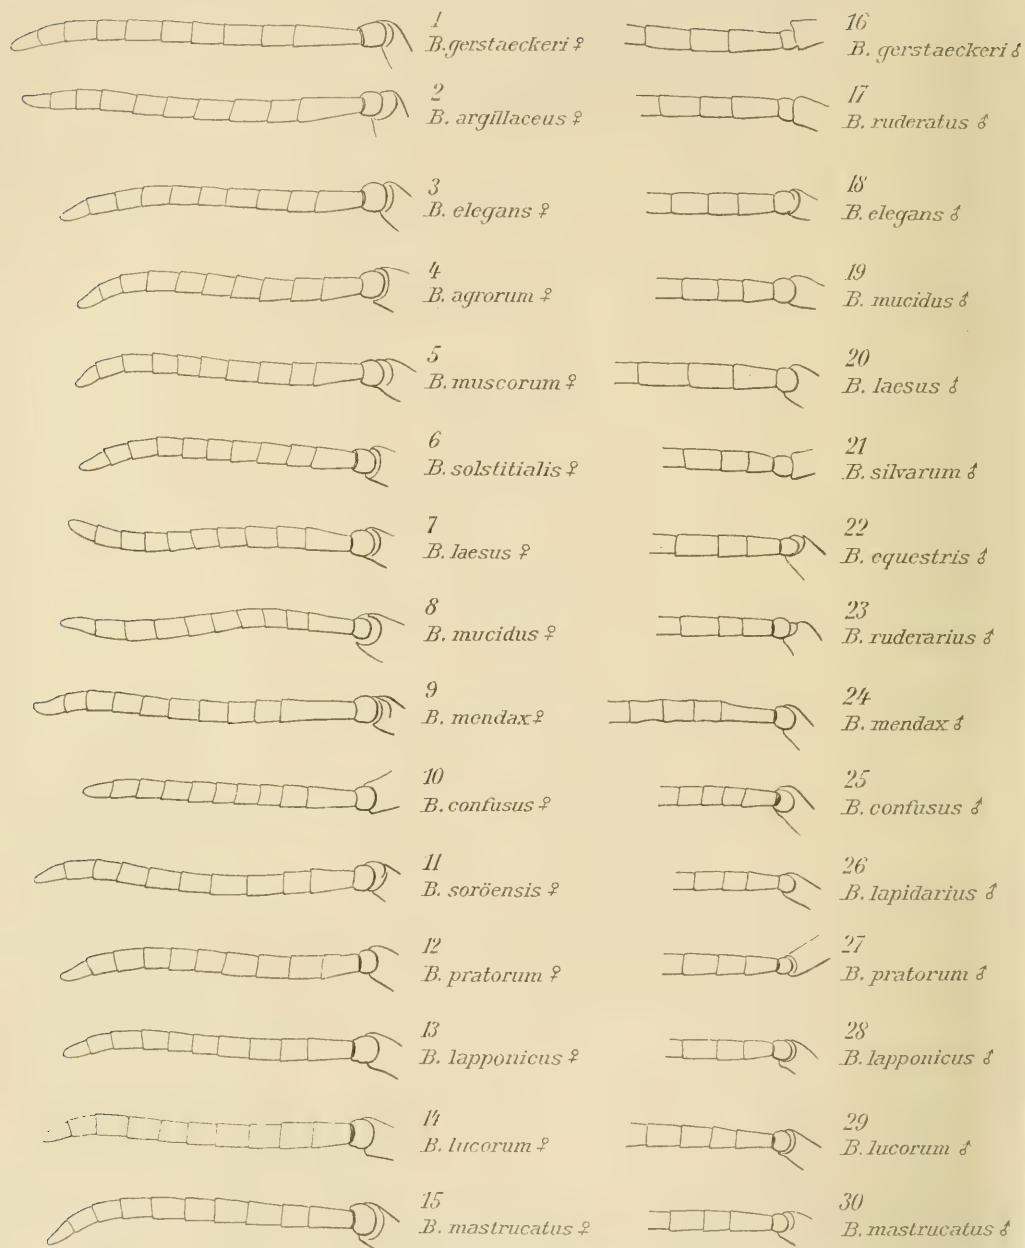 1
B. gerstaeckeri ♀
2
B. argillaceus ♀
3
B. elegans ♀
4
B. agrorum ♀
5
B. muscorum ♀
6
B. solstitialis ♀
7
B. laesus ♀
8
B. mucidus ♀
9
B. mendax ♀
10
B. confusus ♀
11
B. soröensis ♀
12
B. pratorum ♀
13
B. lapponicus ♀
14
B. lucorum ♀
15
B. mastrucatus ♀
16
B. gerstaeckeri ♂
17
B. ruderatus ♂
18
B. elegans ♂
19
B. mucidus ♂
20
B. laesus ♂
21
B. silvarum ♂
22
B. equestris ♂
23
B. ruderarius ♂
24
B. mendax ♂
25
B. confusus ♂
26
B. lapidarius ♂
27
B. pratorum ♂
28
B. lapponicus ♂
29
B. lucorum ♂
30
B. mastrucatus ♂